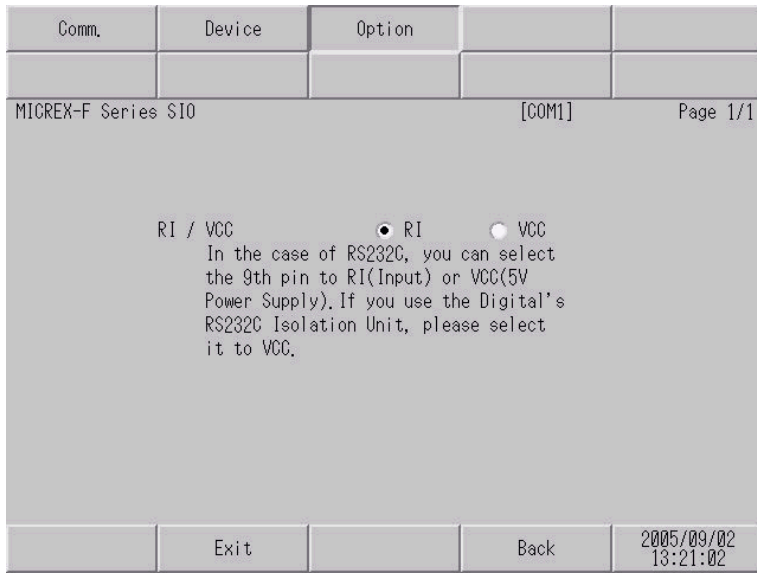 Comm. Device Option
MICREX-F Series SIO [COM1] Page 1/1
RI / VCC RI VCC
In the case of RS232C, you can select
the 9th pin to RI(Input) or VCC(5V
Power Supply).If you use the Digital's
RS232C Isolation Unit, please select
it to VCC.
Exit Back 2005/09/02
13:21:02